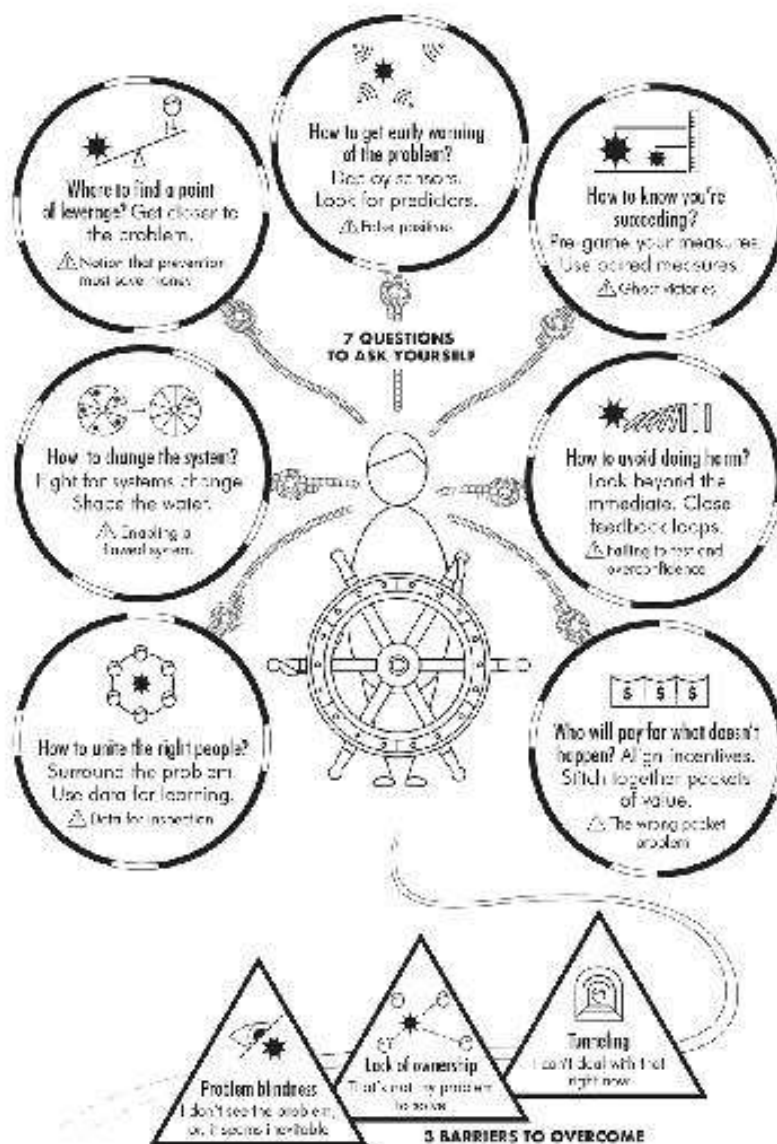 How to get early warning
of the problem?
Deploy sensors.
Look for predictors.
False positives
Where to find a point
of leverage? Get closer to
the problem.
Notion that prevention
must save money
How to know you're
succeeding?
Pre-game your measures.
Use paired measures.
Ghost victories
7 QUESTIONS
TO ASK YOURSELF
How to change the system?
Fight for systems change.
Shape the water.
Enabling a
flawed system
How to avoid doing harm?
Look beyond the
immediate. Close
feedback loops.
Failing to test and
overconfidence
How to unite the right people?
Surround the problem.
Use data for learning.
Data for inspection
$ $ $
Who will pay for what doesn't
happen? Align incentives.
Stitch together pockets
of value.
The wrong pocket
problem
Tunneling
I can't deal with that
right now
Lack of ownership
That's not my problem
to solve
Problem blindness
I don't see the problem,
or, it seems inevitable
3 BARRIERS TO OVERCOME